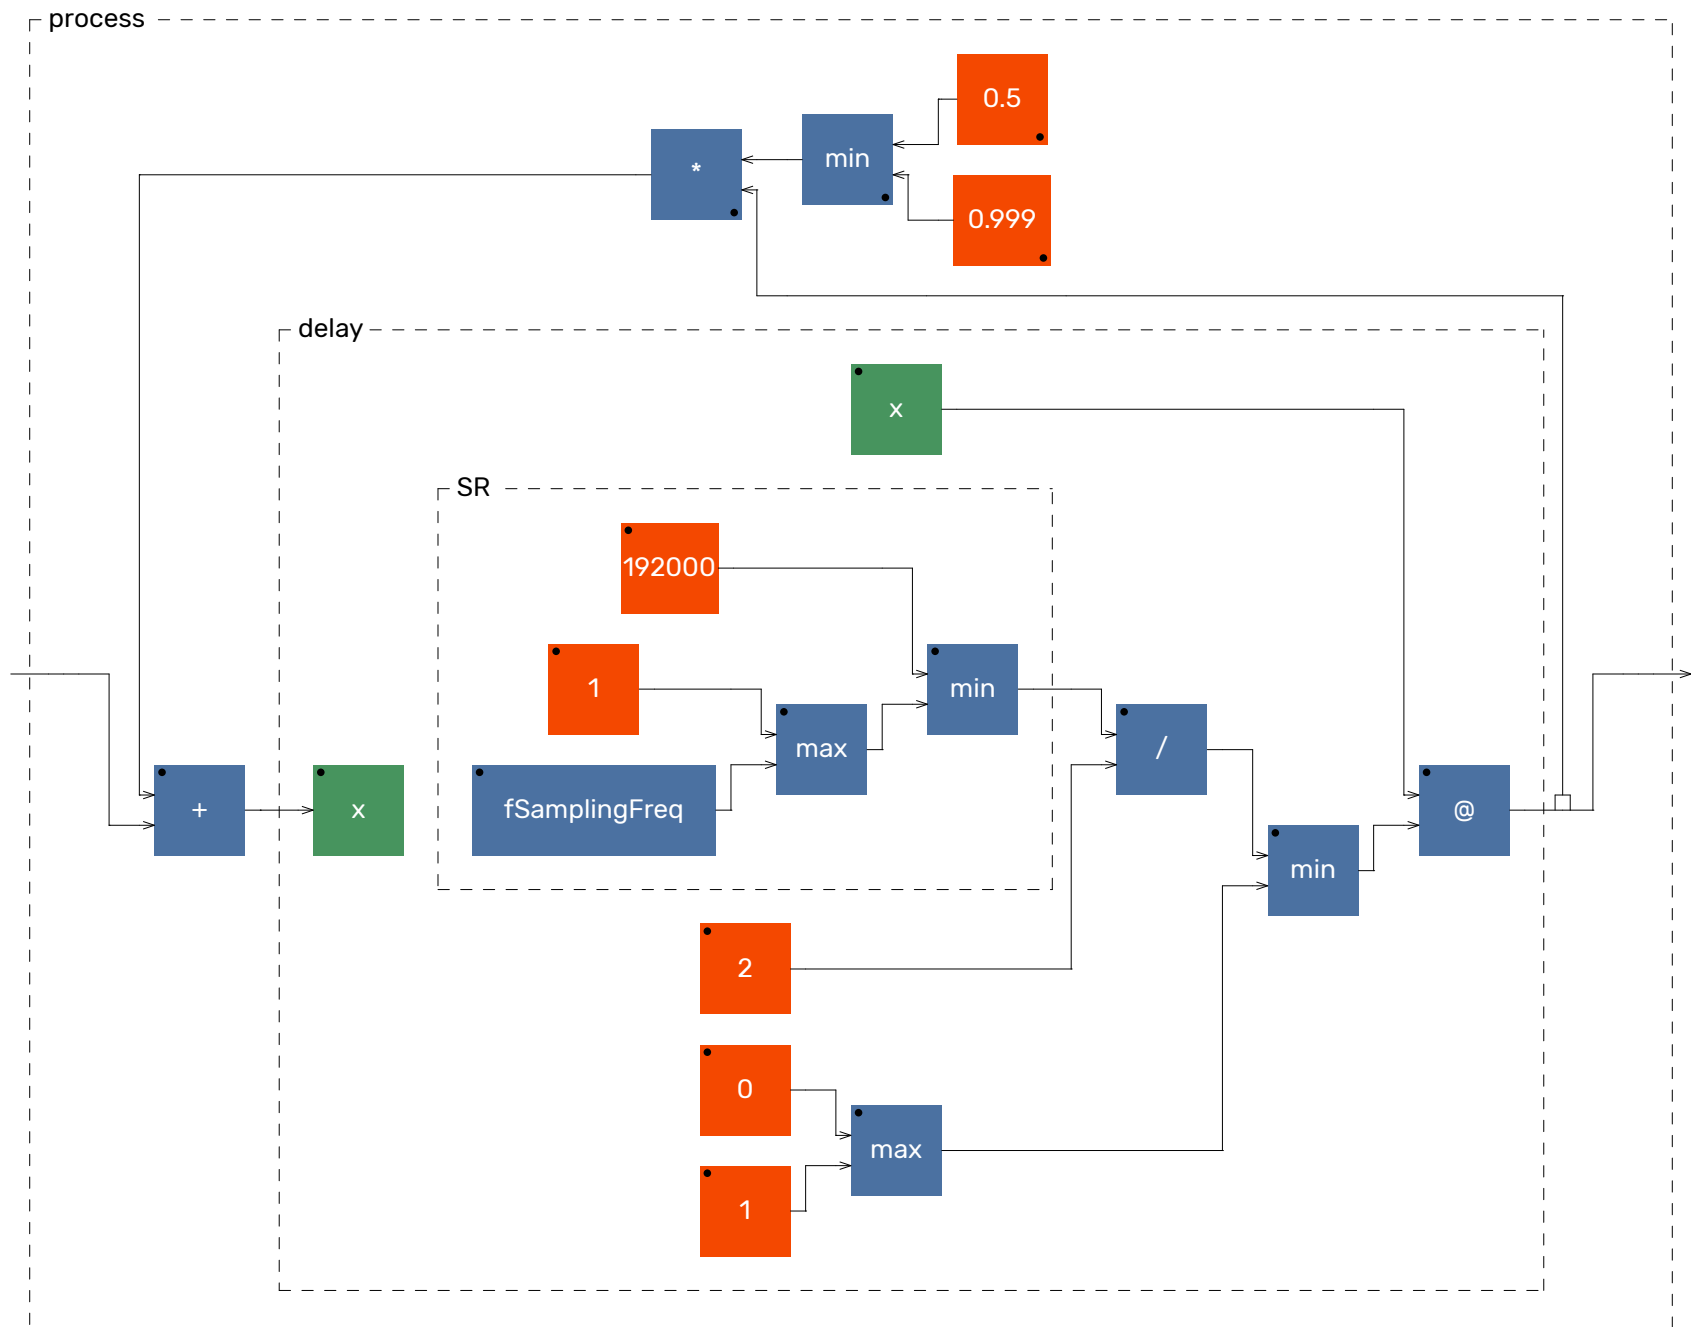 process
0.5
*
min
0.999
delay
x
SR
192000
1
min
max
/
+
x
fSamplingFreq
@
min
2
0
max
1